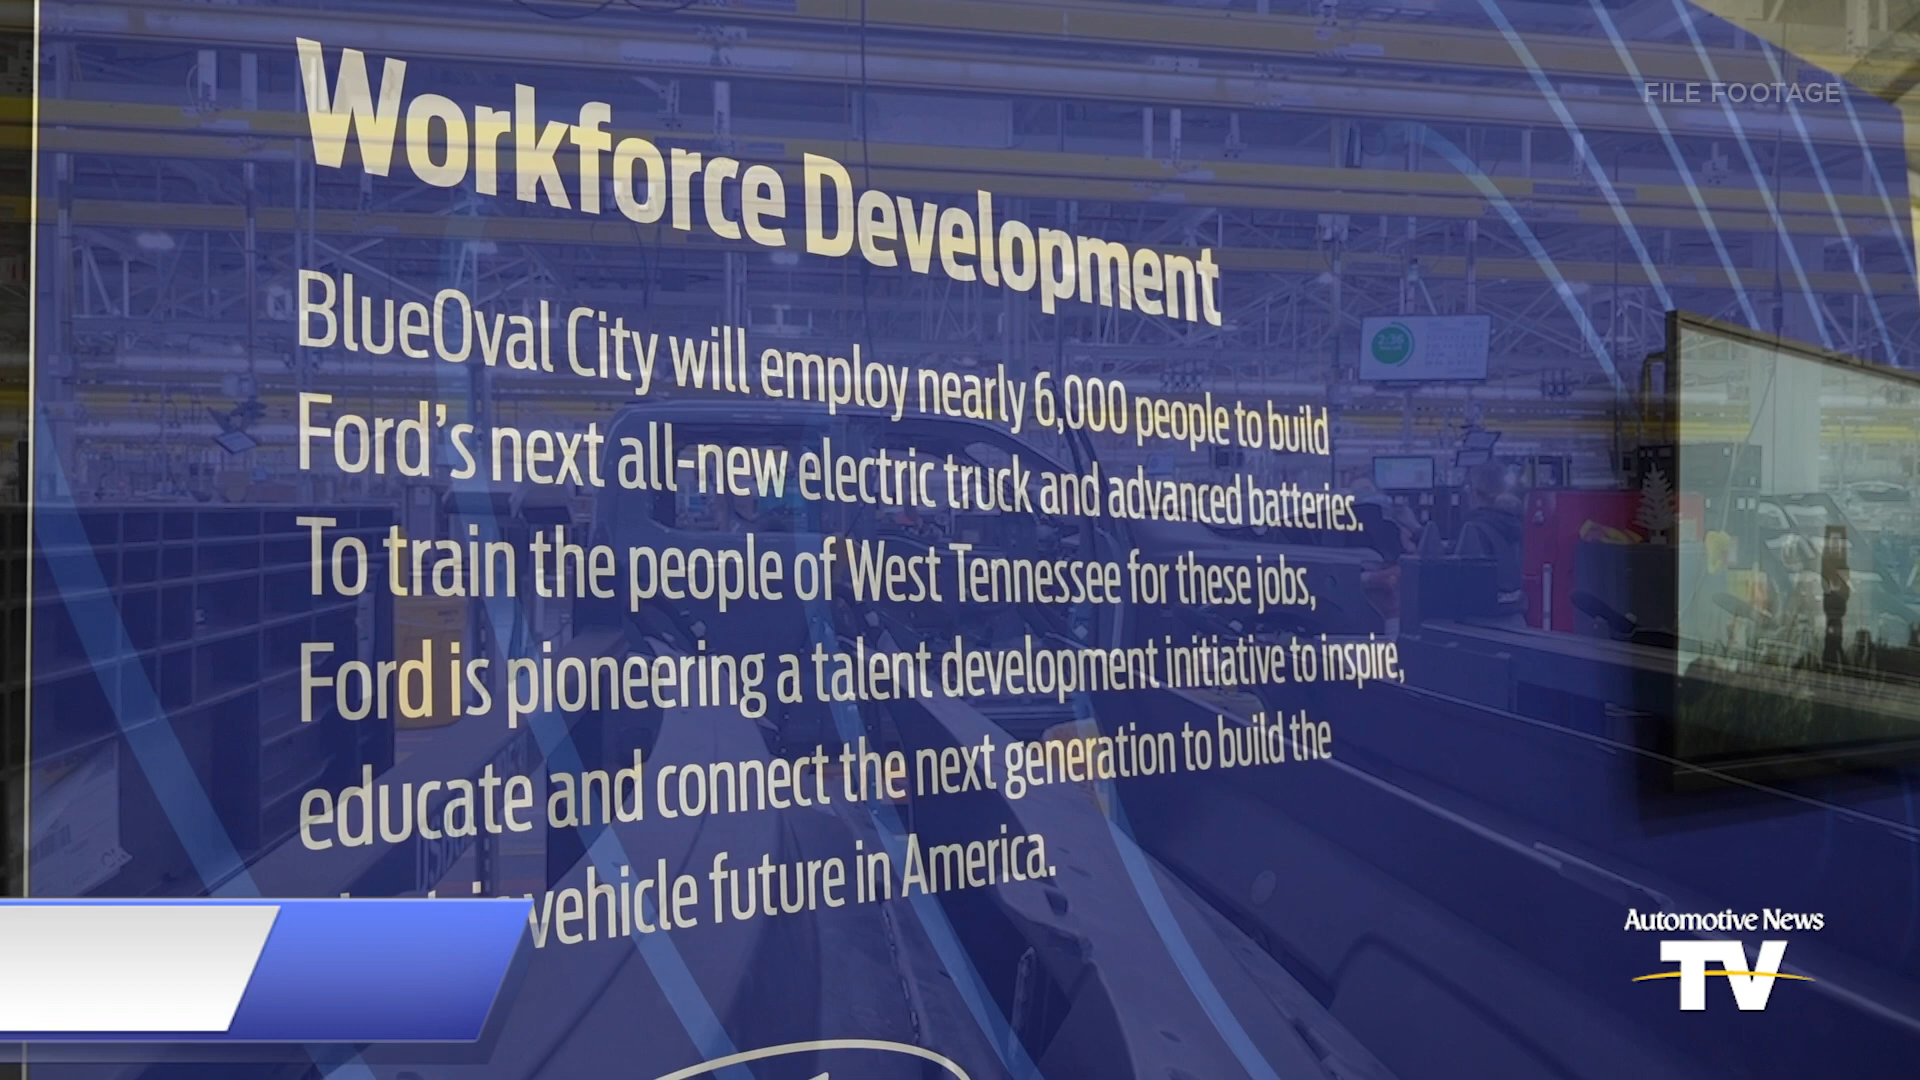 FILE FOOTAGE
Workforce Development
BlueOval City will employ nearly 6,000 people to build
Ford's next all-new electric truck and advanced batteries.
To train the people of West Tennessee for these jobs,
Ford is pioneering a talent development initiative to inspire,
educate and connect the next generation to build the
vehicle future in America.
Automotive News
TV